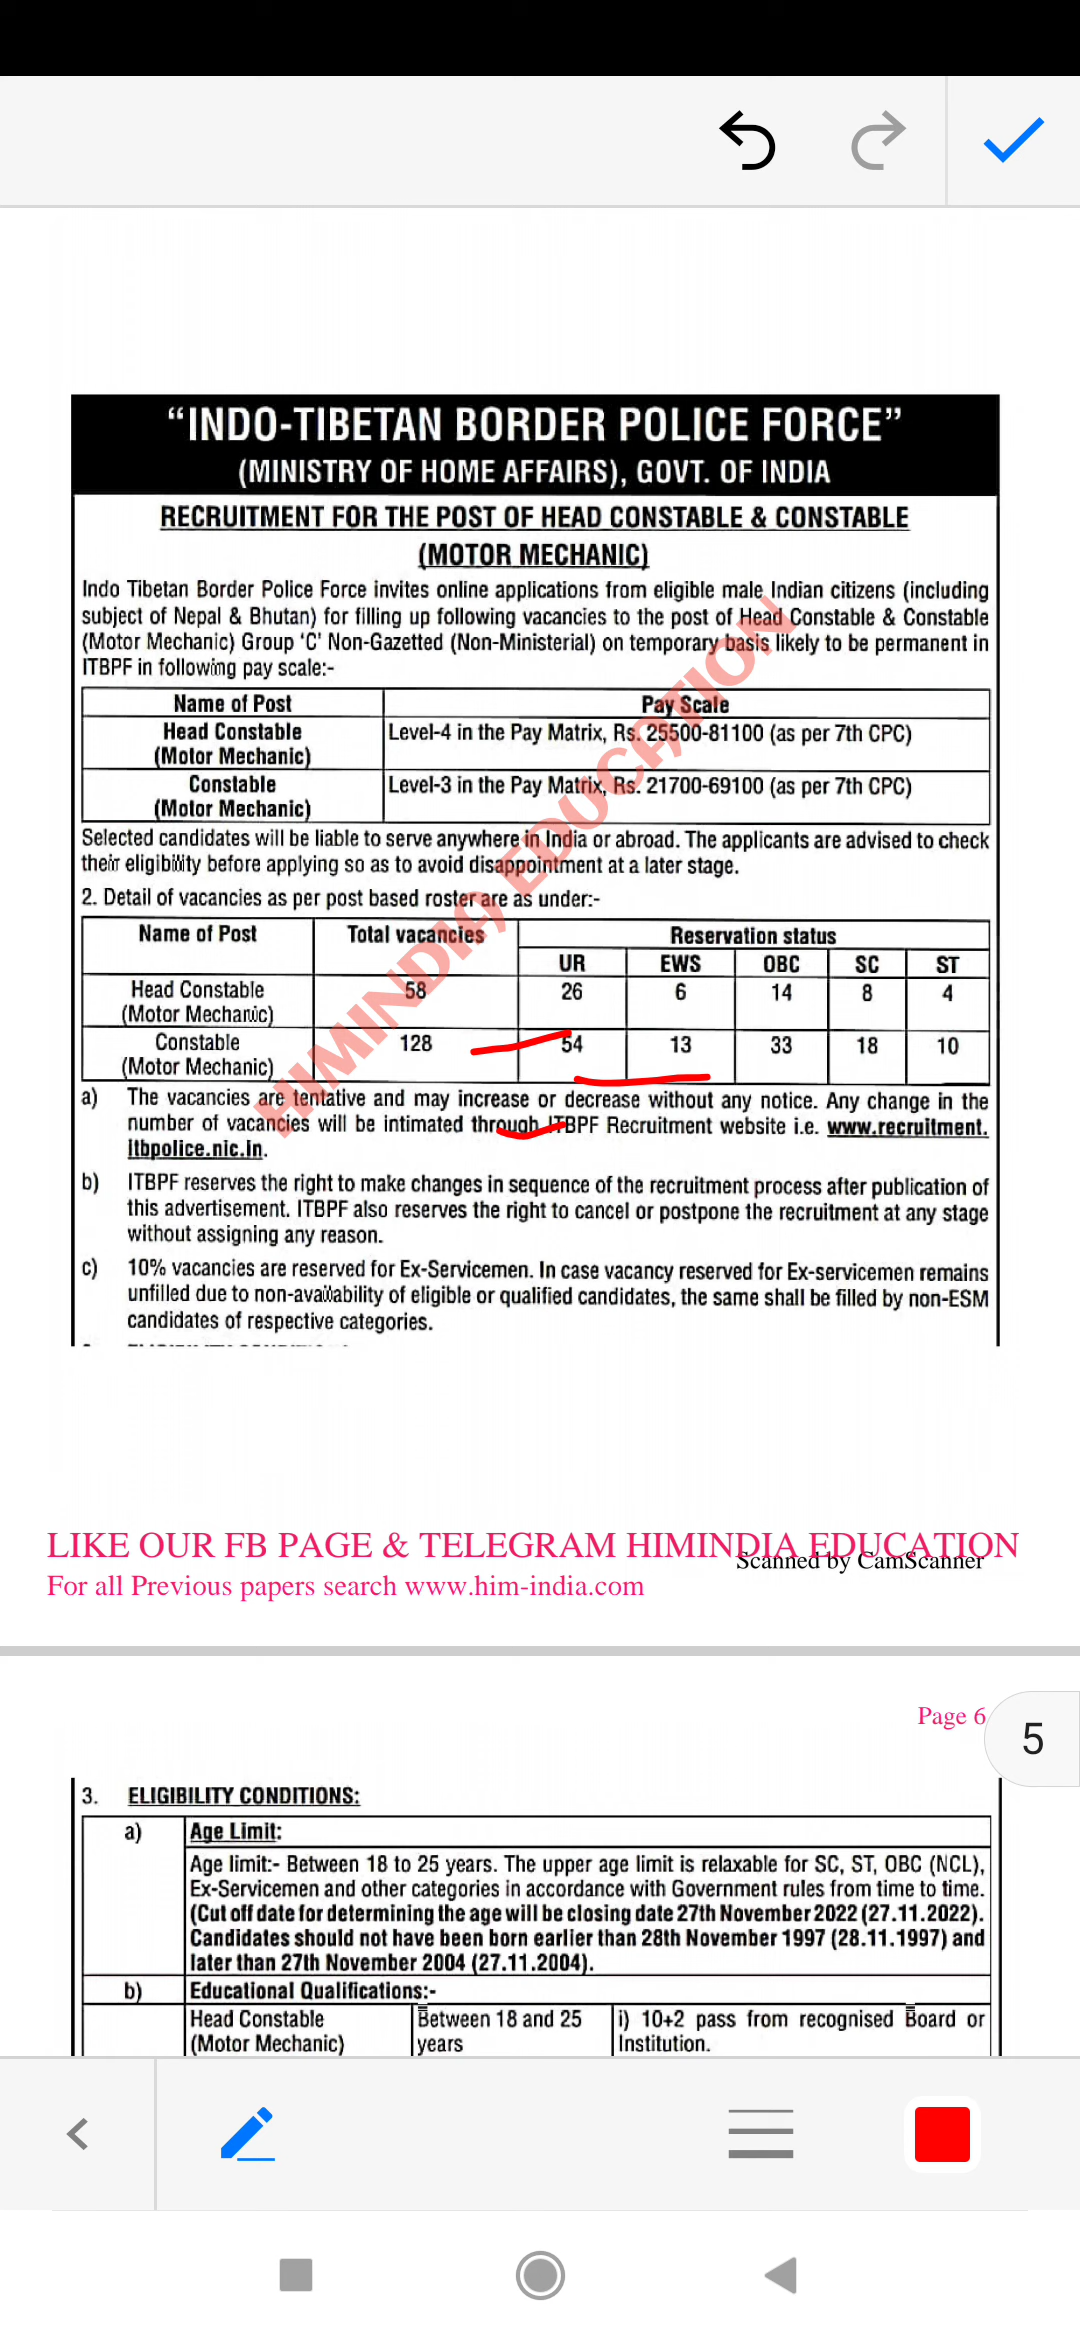 "INDO-TIBETAN BORDER POLICE FORCE"
(MINISTRY OF HOME AFFAIRS), GOVT. OF INDIA
RECRUITMENT FOR THE POST OF HEAD CONSTABLE & CONSTABLE
(MOTOR MECHANIC)
Indo Tibetan Border Police Force invites online applications from eligible male Indian citizens (including
subject of Nepal & Bhutan) for filling up following vacancies to the post of Head Constable & Constable
(Motor Mechanic) Group 'C' Non-Gazetted (Non-Ministerial) on temporary basis likely to be permanent in
ITBPF in following pay scale:-
Name of Post Pay Scale
Head Constable Level-4 in the Pay Matrix, Rs. 25500-81100 (as per 7th CPC)
(Motor Mechanic)
Constable Level-3 in the Pay Matrix, Rs. 21700-69100 (as per 7th CPC)
(Motor Mechanic)
Selected candidates will be liable to serve anywhere in India or abroad. The applicants are advised to check
their eligibility before applying so as to avoid disappointment at a later stage.
2. Detail of vacancies as per post based roster are as under:-
Name of Post Total vacancies Reservation status
UR EWS OBC SC ST
Head Constable 58 26 6 14 8 4
(Motor Mechanic)
Constable 128 54 13 33 18 10
(Motor Mechanic)
a) The vacancies are tentative and may increase or decrease without any notice. Any change in the
number of vacancies will be intimated through ITBPF Recruitment website i.e. www.recruitment.
itbpolice.nic.in.
b) ITBPF reserves the right to make changes in sequence of the recruitment process after publication of
this advertisement. ITBPF also reserves the right to cancel or postpone the recruitment at any stage
without assigning any reason.
c) 10% vacancies are reserved for Ex-Servicemen. In case vacancy reserved for Ex-servicemen remains
unfilled due to non-availability of eligible or qualified candidates, the same shall be filled by non-ESM
candidates of respective categories.
HIMINDIA EDUCATION
LIKE OUR FB PAGE & TELEGRAM HIMINDIA EDUCATION
Scanned by CamScanner
For all Previous papers search www.him-india.com
Page 6
5
3. ELIGIBILITY CONDITIONS:
a) Age Limit:
Age limit:- Between 18 to 25 years. The upper age limit is relaxable for SC, ST, OBC (NCL),
Ex-Servicemen and other categories in accordance with Government rules from time to time.
(Cut off date for determining the age will be closing date 27th November 2022 (27.11.2022).
Candidates should not have been born earlier than 28th November 1997 (28.11.1997) and
later than 27th November 2004 (27.11.2004).
b) Educational Qualifications:-
Head Constable Between 18 and 25 i) 10+2 pass from recognised Board or
(Motor Mechanic) years Institution.